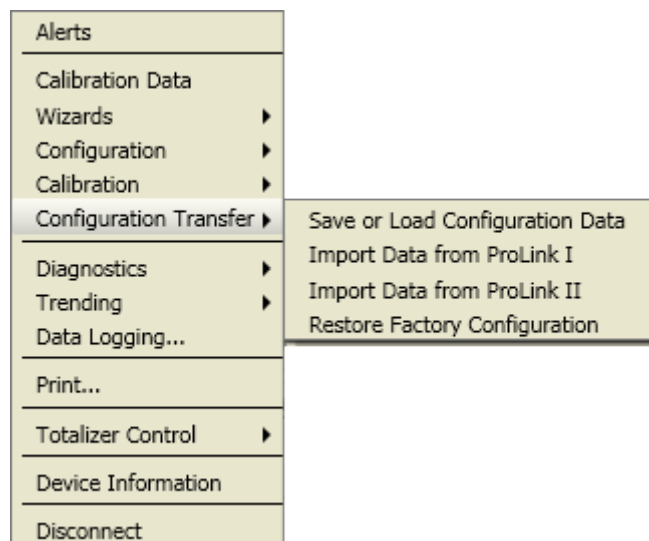 Alerts
Calibration Data
Wizards
Configuration
Calibration
Configuration Transfer
Save or Load Configuration Data
Import Data from ProLink I
Import Data from ProLink II
Restore Factory Configuration
Diagnostics
Trending
Data Logging...
Print...
Totalizer Control
Device Information
Disconnect